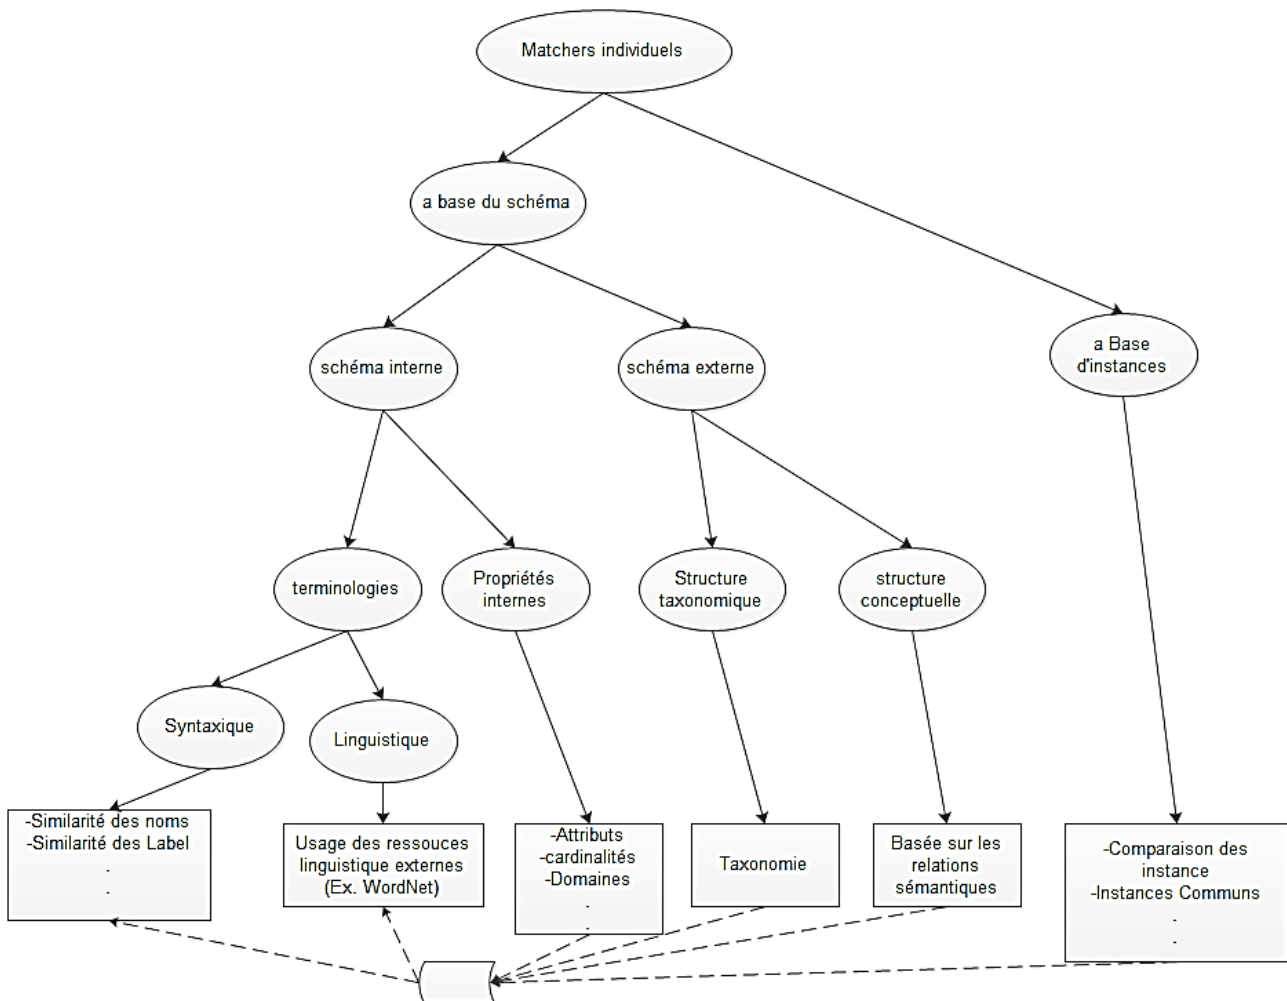 Matchers individuels
a base du schéma
schéma interne
schéma externe
a Base
d'instances
terminologies
Propriétés
internes
Structure
taxonomique
structure
conceptuelle
Syntaxique
Linguistique
-Similarité des noms
-Similarité des Label
.
.
Usage des ressouces
linguistique externes
(Ex. WordNet)
-Attributs
-cardinalités
-Domaines
.
.
Taxonomie
Basée sur les
relations
sémantiques
-Comparaison des
instance
-Instances Communs
.
.